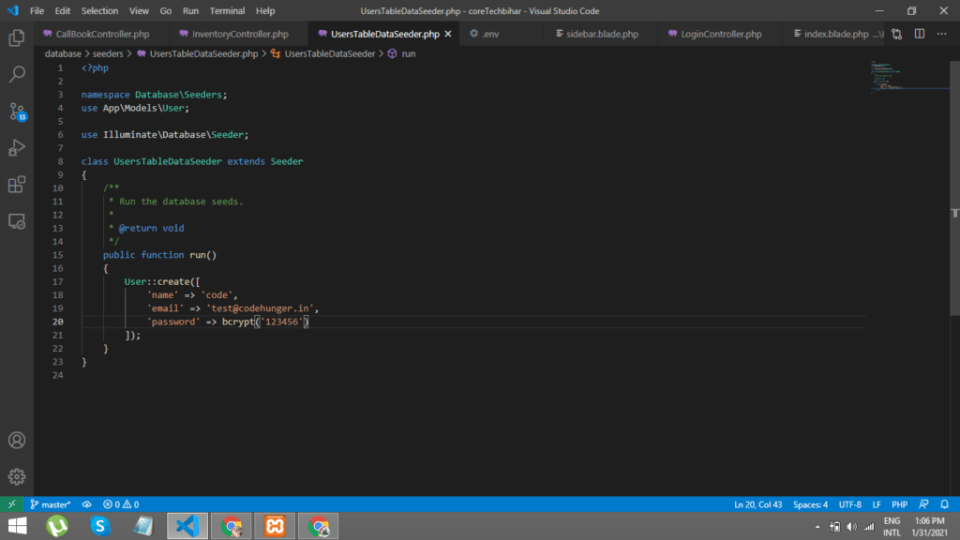 File Edit Selection View Go Run Terminal Help UsersTableDataSeeder.php - coreTechbihar - Visual Studio Code
CallBookController.php InventoryController.php UsersTableDataSeeder.php .env sidebar.blade.php LoginController.php index.blade.php
database > seeders > UsersTableDataSeeder.php > UsersTableDataSeeder > run
1 <?php
2
3 namespace Database\Seeders;
4 use App\Models\User;
5
6 use Illuminate\Database\Seeder;
7
8 class UsersTableDataSeeder extends Seeder
9 {
10 /**
11 * Run the database seeds.
12 *
13 * @return void
14 */
15 public function run()
16 {
17 User::create([
18 'name' => 'code',
19 'email' => 'test@codehunger.in',
20 'password' => bcrypt('123456')
21 ]);
22 }
23 }
24
13
master* 0 0 Ln 20, Col 43 Spaces: 4 UTF-8 LF PHP
ENG 1:06 PM
INTL 1/31/2021